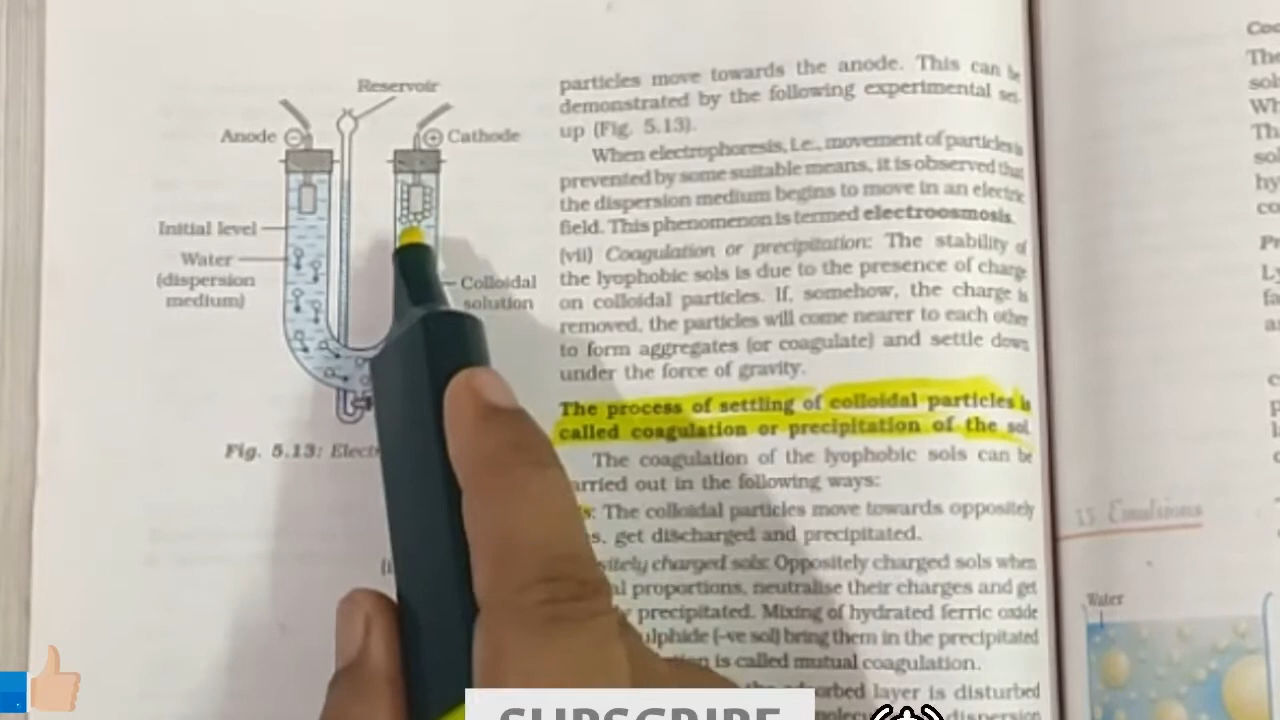 Reservoir
Anode
Cathode
Initial level
Water
(dispersion
medium)
Colloidal
solution
Fig. 5.13:
particles move towards the anode. This can be
demonstrated by the following experimental set
up (Fig. 5.13).
When electrophoresis, i.e., movement of particles is
prevented by some suitable means, it is observed that
the dispersion medium begins to move in an electric
field. This phenomenon is termed electroosmosis.
(vii) Coagulation or precipitation: The stability of
the lyophobic sols is due to the presence of charge
on colloidal particles. If, somehow, the charge is
removed, the particles will come nearer to each other
to form aggregates (or coagulate) and settle down
under the force of gravity.
The process of settling of colloidal particles is
called coagulation or precipitation of the sol
The coagulation of the lyophobic sols can be
arried out in the following ways:
The colloidal particles move towards oppositely
get discharged and precipitated.
charged sols: Oppositely charged sols when
proportions, neutralise their charges and get
precipitated. Mixing of hydrated ferric oxide
(-ve sol) bring them in the precipitated
is called mutual coagulation.
layer is disturbed
dispersion
The
Th
Emulsions
Water
SUBSCRIBE